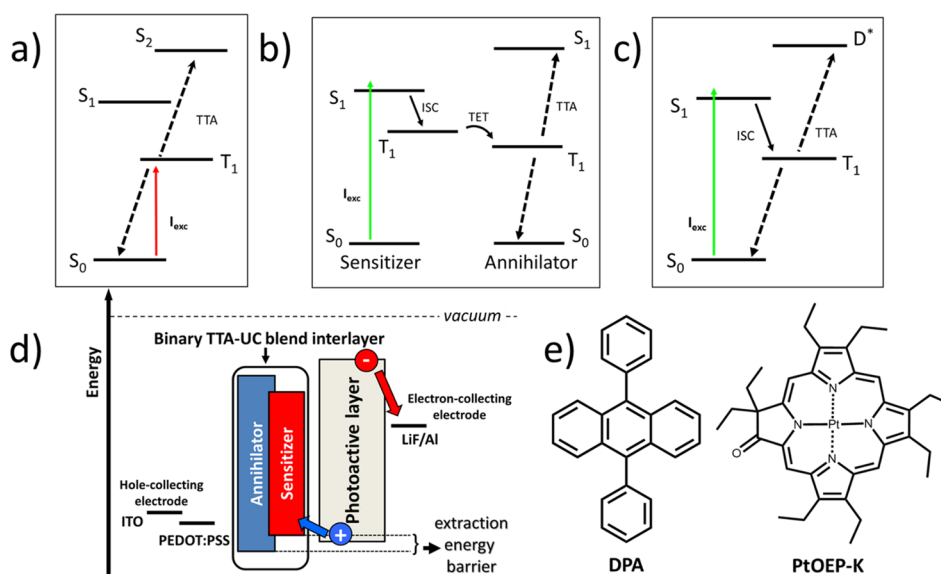 a)
S2
S1
TTA
T1
Iexc
S0
b)
S1
S1
ISC
TET
T1
T1
Iexc
S0
S0
Sensitizer
Annihilator
c)
D*
S1
ISC
TTA
T1
Iexc
S0
d)
Energy
vacuum
Binary TTA-UC blend interlayer
Annihilator
Sensitizer
Photoactive layer
-
+
Electron-collecting
electrode
LiF/Al
Hole-collecting
electrode
ITO
PEDOT:PSS
extraction
energy
barrier
e)
N
N
Pt
N
N
O
DPA
PtOEP-K